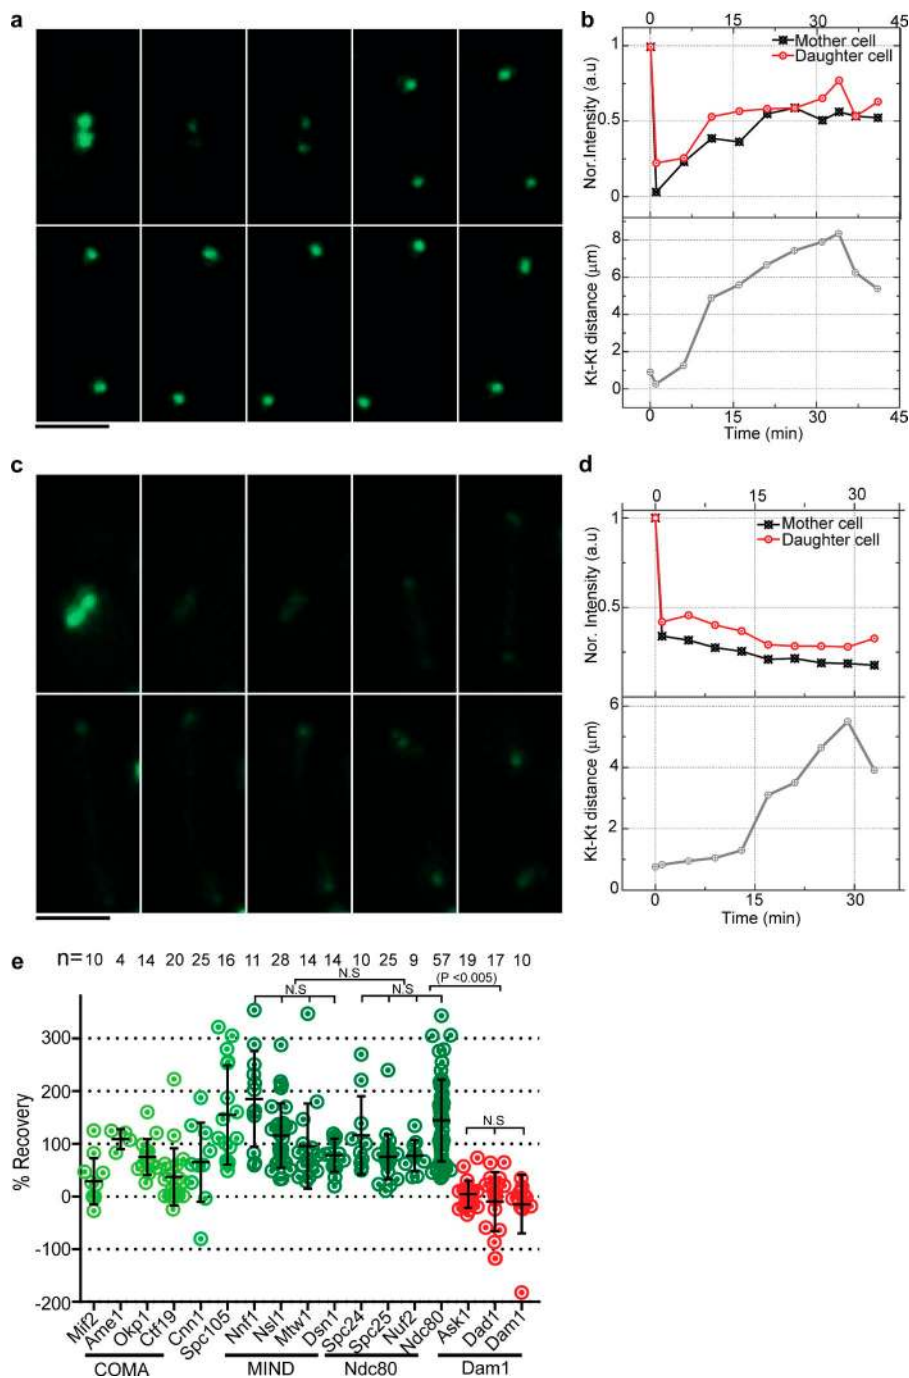 a
b
0 15 30 45
Mother cell
Daughter cell
Nor.Intensity (a.u)
1
0.5
0
Kt-Kt distance (μm)
8
6
4
2
0
0 15 30 45
Time (min)
c
d
0 15 30
Mother cell
Daughter cell
Nor. Intensity (a.u)
1
0.5
Kt-Kt distance (μm)
6
4
2
0
0 15 30
Time (min)
e
n= 10 4 14 20 25 16 11 28 14 14 10 25 9 57 19 17 10
N.S
(P <0.005)
N.S
N.S
N.S
% Recovery
300
200
100
0
-100
-200
Mif2 Ame1 Okp1 Ctf19 Cnn1 Spc105 Nnf1 Nsl1 Mtw1 Dsn1 Spc24 Spc25 Nuf2 Ndc80 Ask1 Dad1 Dam1
COMA MIND Ndc80 Dam1